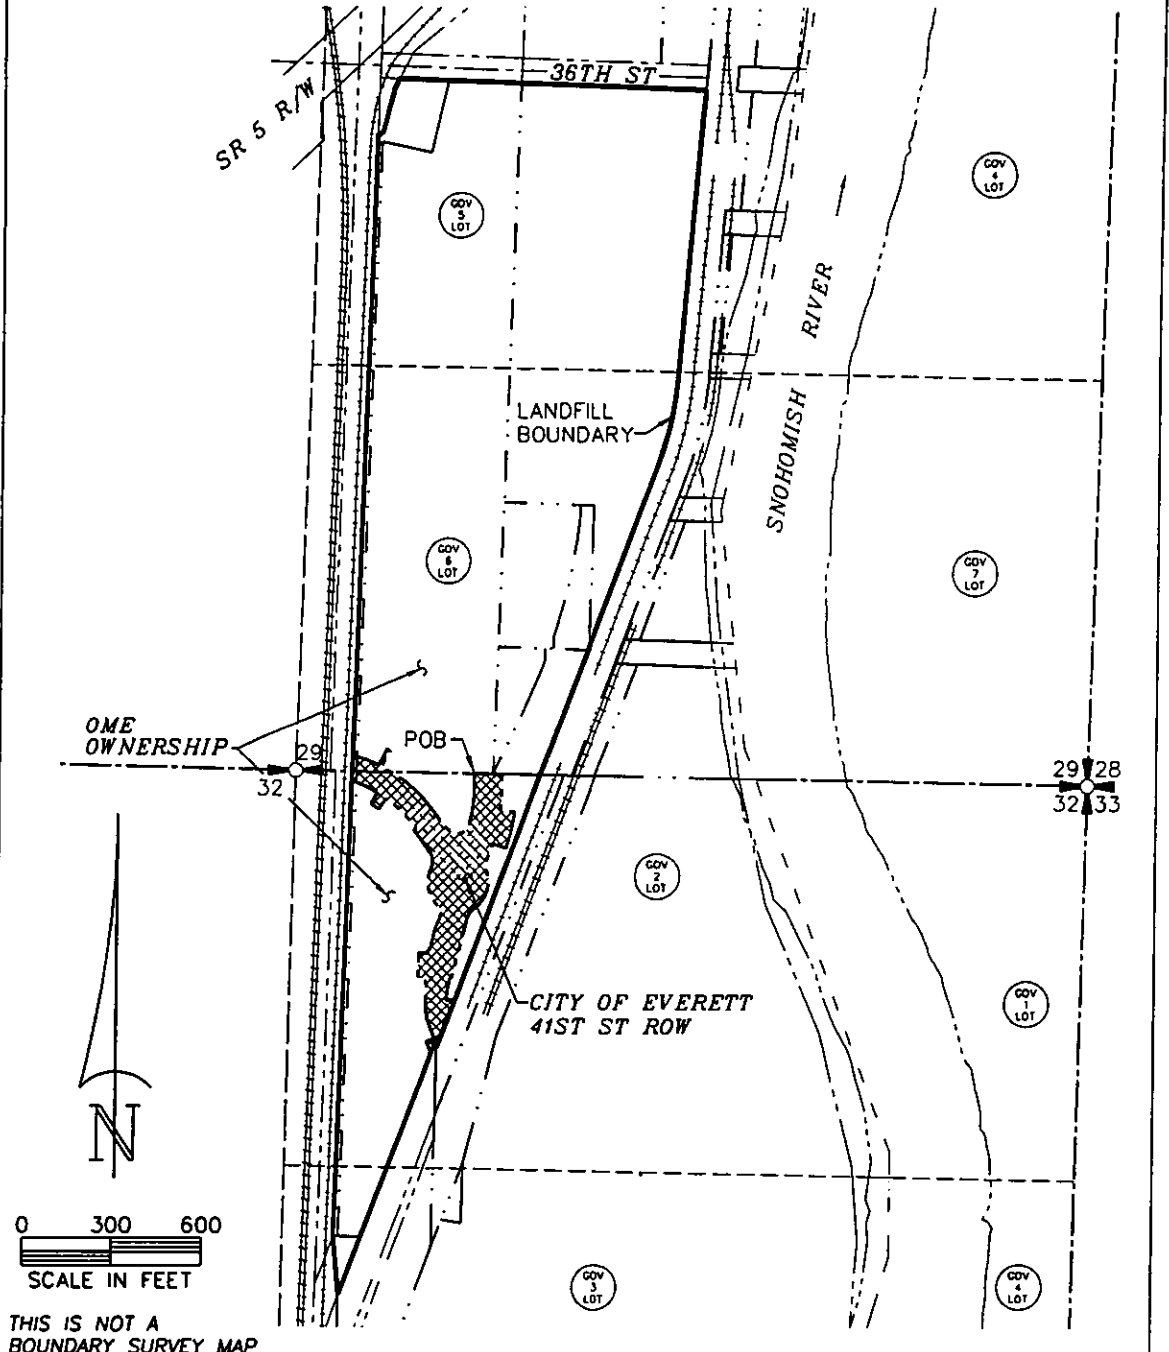 36TH ST
SR 5 R/W
GOV
4
LOT
GOV
5
LOT
SNOHOMISH RIVER
LANDFILL
BOUNDARY
GOV
6
LOT
GOV
7
LOT
OME
OWNERSHIP
29
32
POB
29 28
32 33
GOV
2
LOT
CITY OF EVERETT
41ST ST ROW
GOV
1
LOT
N
0 300 600
SCALE IN FEET
GOV
3
LOT
GOV
4
LOT
THIS IS NOT A
BOUNDARY SURVEY MAP